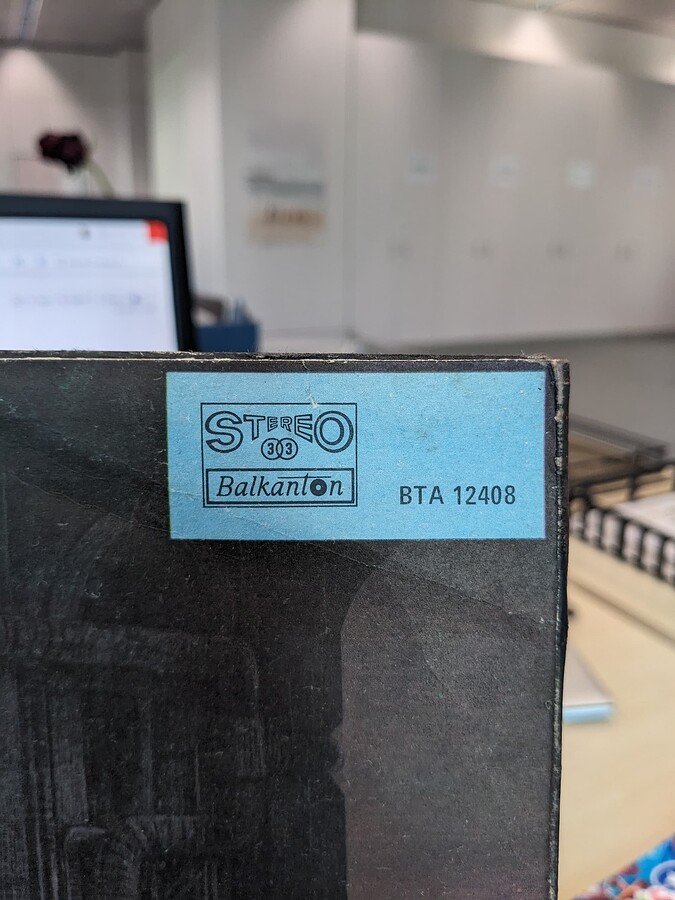 STEREO
33
Balkanton
BTA 12408